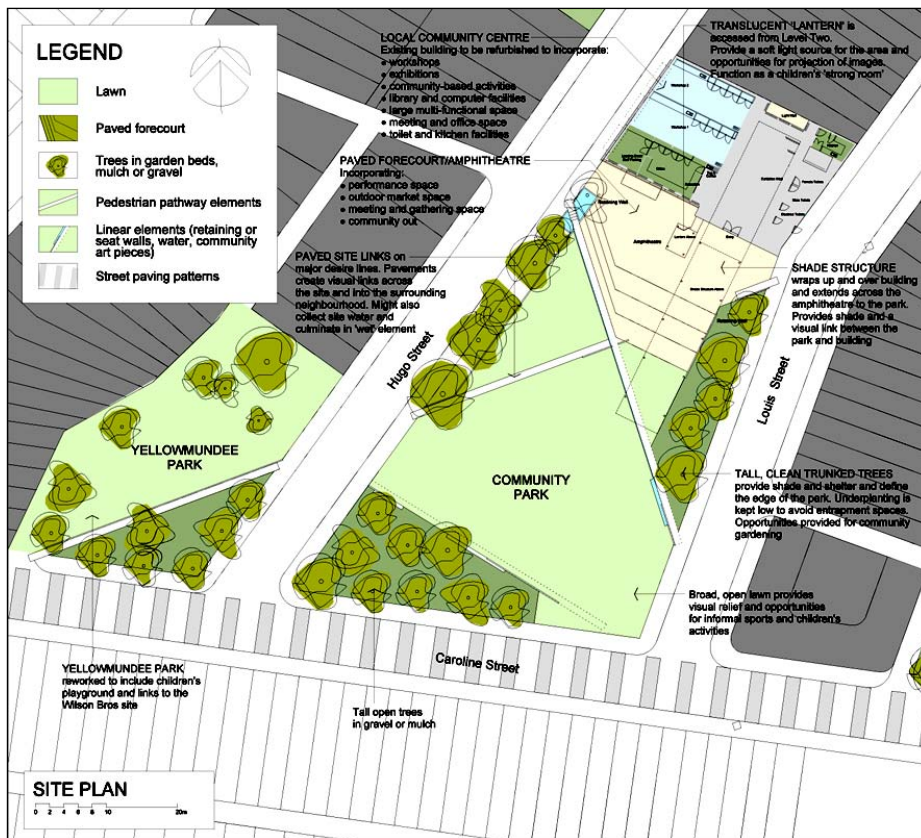 LEGEND
Lawn
Paved forecourt
Trees in garden beds,
mulch or gravel
Pedestrian pathway elements
Linear elements (retaining or
seat walls, water, community
art pieces)
Street paving patterns
LOCAL COMMUNITY CENTRE
Existing building to be refurbished to incorporate:
● workshops
● exhibitions
● community-based activities
● library and computer facilities
● large multi-functional space
● meeting and office space
● toilet and kitchen facilities
TRANSLUCENT 'LANTERN' is
accessed from Level Two.
Provide a soft light source for the area and
opportunities for projection of images.
Function as a children's 'strong room'
PAVED FORECOURT/AMPHITHEATRE
Incorporating:
● performance space
● outdoor market space
● meeting and gathering space
● community out
PAVED SITE LINKS on
major desire lines. Pavements
create visual links across
the site and into the surrounding
neighbourhood. Might also
collect site water and
culminate in 'wet' element
Amphitheatre
Entry
SHADE STRUCTURE
wraps up and over building
and extends across the
amphitheatre to the park.
Provides shade and a
visual link between the
park and building
Hugo Street
Louis Street
YELLOWMUNDEE
PARK
COMMUNITY
PARK
TALL, CLEAN TRUNKED TREES
provide shade and shelter and define
the edge of the park. Underplanting is
kept low to avoid entrapment spaces.
Opportunities provided for community
gardening
Broad, open lawn provides
visual relief and opportunities
for informal sports and children's
activities
Caroline Street
YELLOWMUNDEE PARK
reworked to include children's
playground and links to the
Wilson Bros site
Tall open trees
in gravel or mulch
SITE PLAN
0 2 4 6 8 10 20m